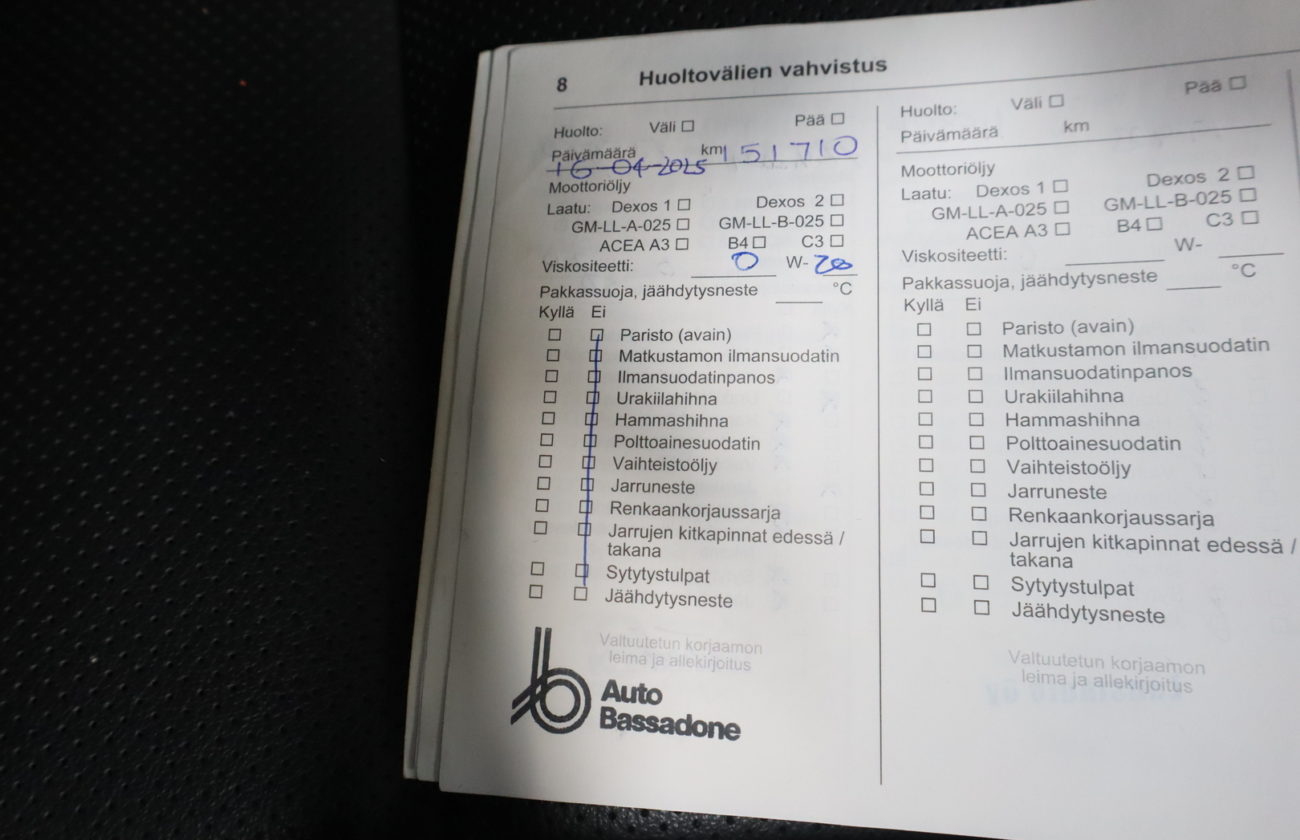 8 Huoltovälien vahvistus
Huolto: Väli Pää
Päivämäärä km 151710
16-04-2025
Moottoriöljy
Laatu: Dexos 1 Dexos 2
GM-LL-A-025 GM-LL-B-025
ACEA A3 B4 C3
Viskositeetti: 0 W- 20
Pakkassuoja, jäähdytysneste °C
Kyllä Ei
Paristo (avain)
Matkustamon ilmansuodatin
Ilmansuodatinpanos
Urakiilahihna
Hammashihna
Polttoainesuodatin
Vaihteistoöljy
Jarruneste
Renkaankorjaussarja
Jarrujen kitkapinnat edessä /
takana
Sytytystulpat
Jäähdytysneste
Valtuutetun korjaamon
leima ja allekirjoitus
Auto
Bassadone
Huolto: Väli Pää
Päivämäärä km
Moottoriöljy
Laatu: Dexos 1 Dexos 2
GM-LL-A-025 GM-LL-B-025
ACEA A3 B4 C3
Viskositeetti: W-
Pakkassuoja, jäähdytysneste °C
Kyllä Ei
Paristo (avain)
Matkustamon ilmansuodatin
Ilmansuodatinpanos
Urakiilahihna
Hammashihna
Polttoainesuodatin
Vaihteistoöljy
Jarruneste
Renkaankorjaussarja
Jarrujen kitkapinnat edessä /
takana
Sytytystulpat
Jäähdytysneste
Valtuutetun korjaamon
leima ja allekirjoitus